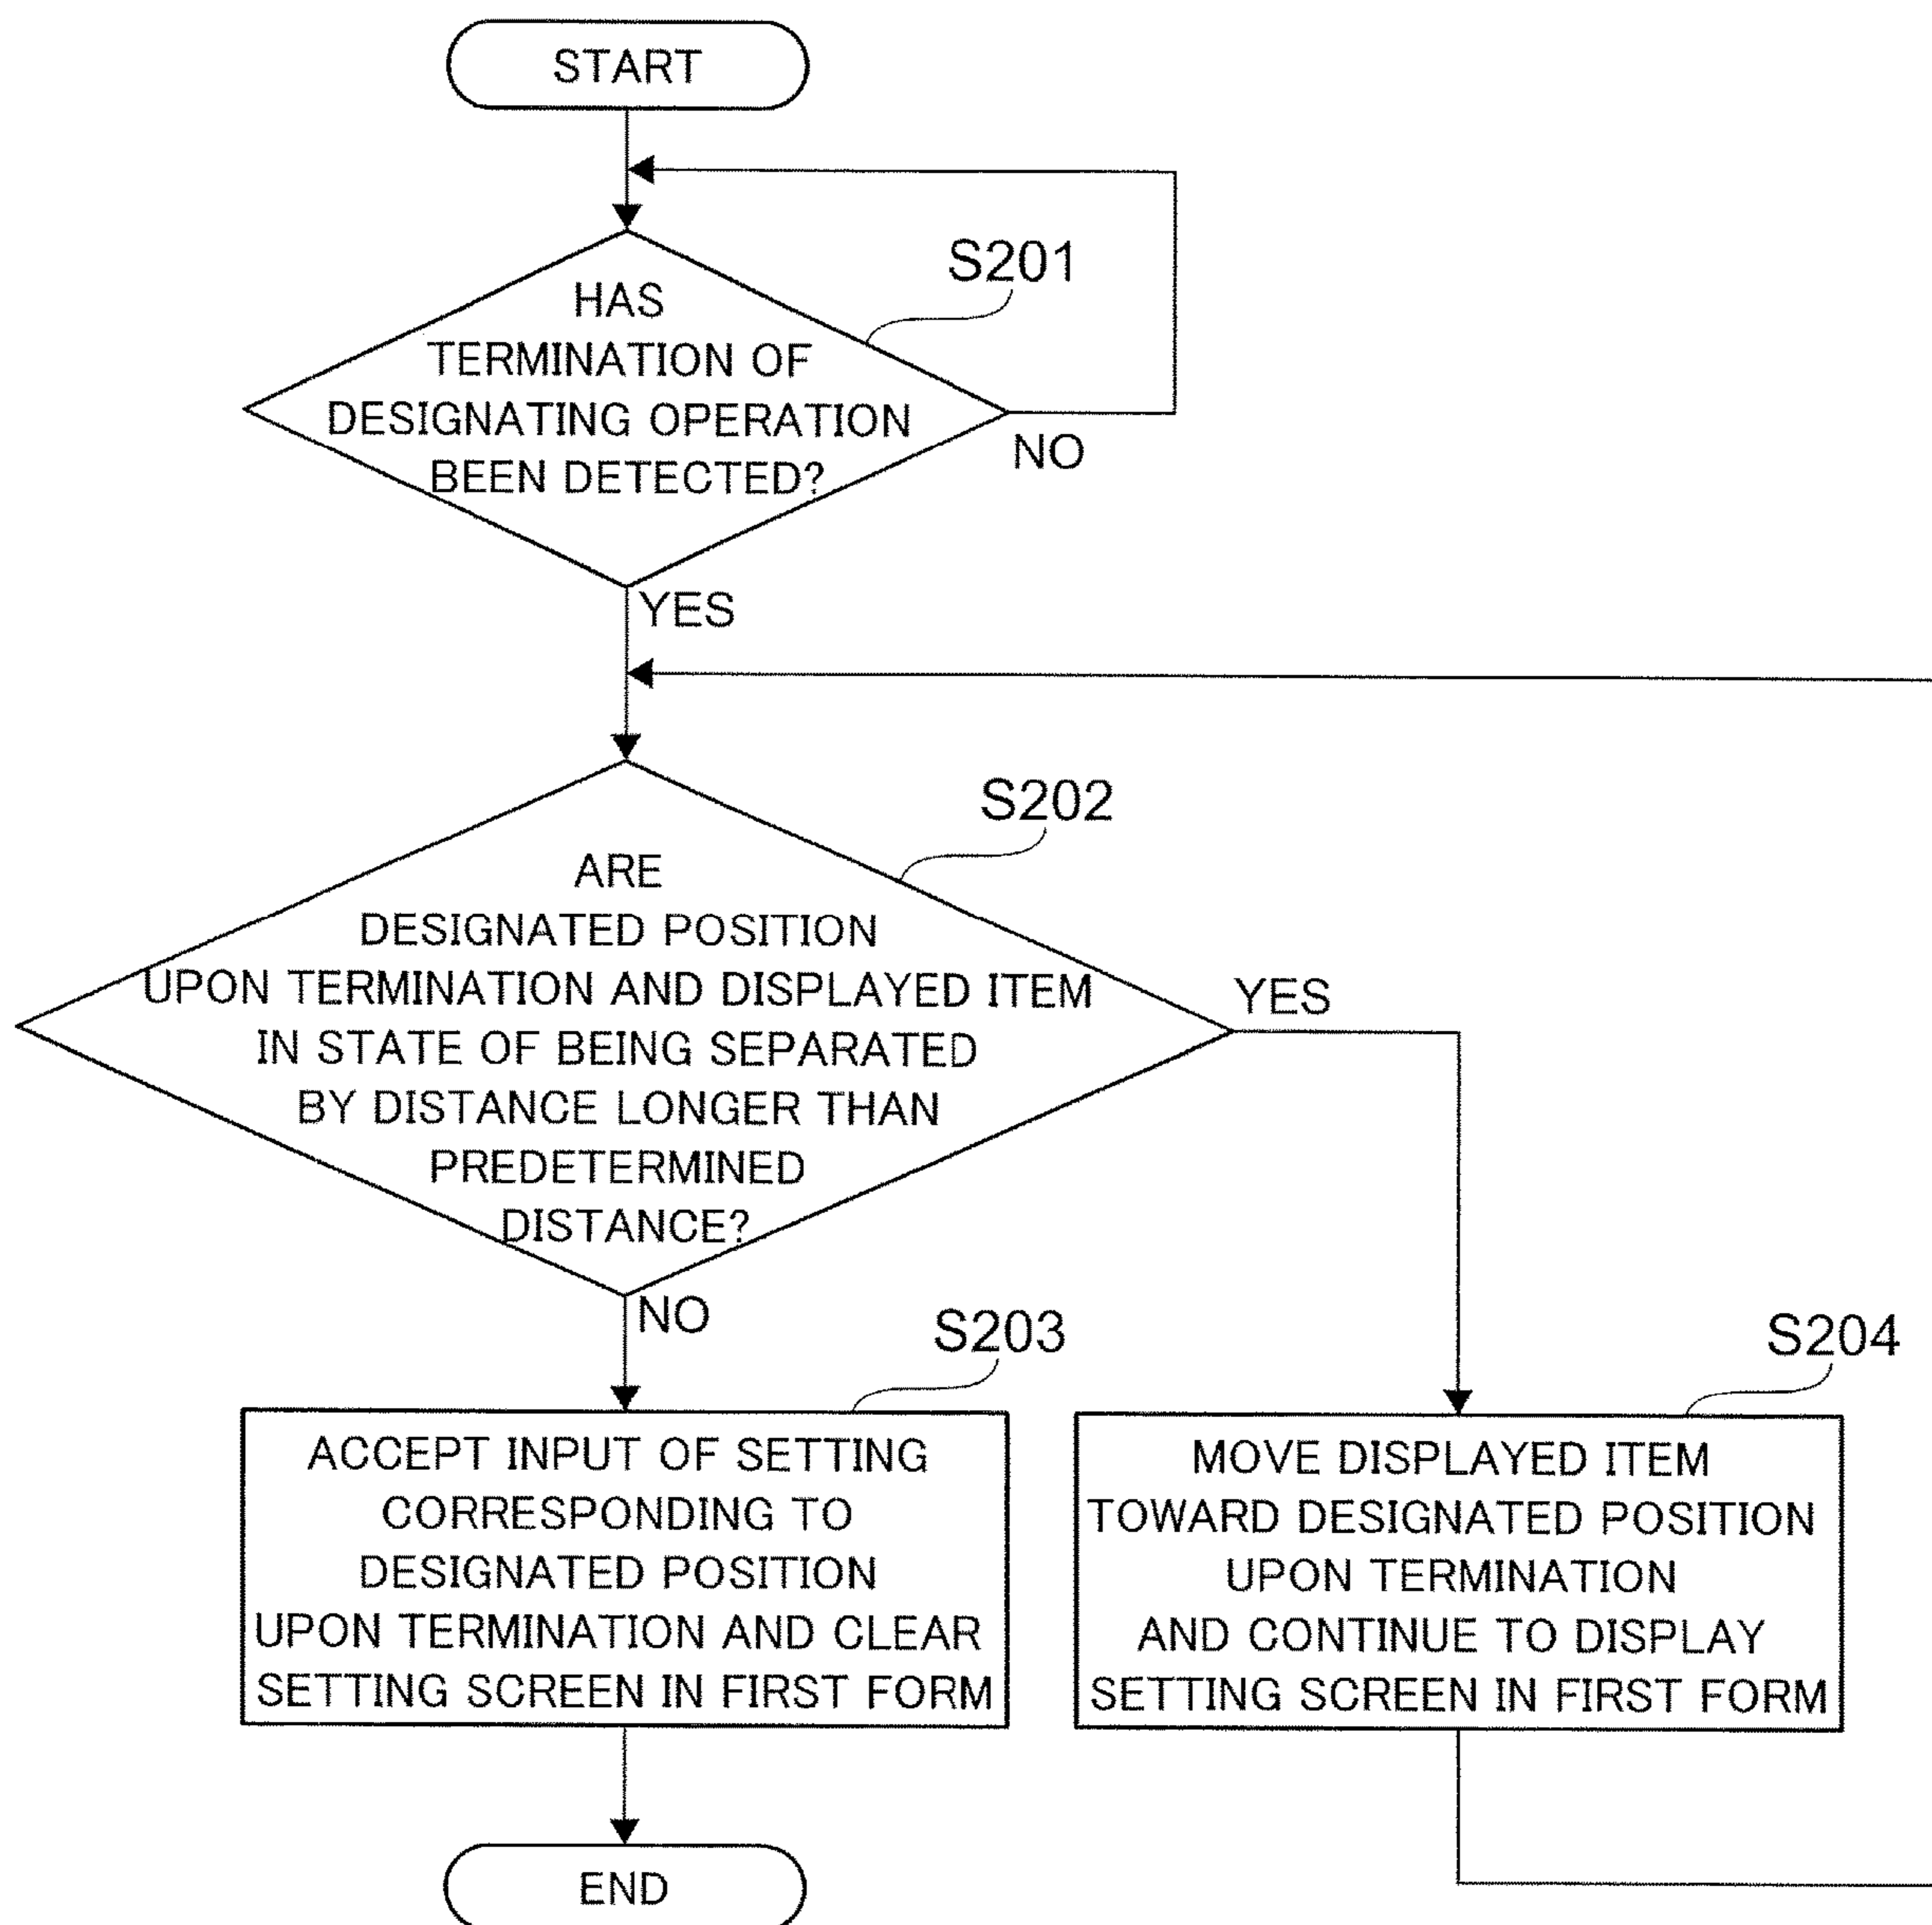 START
S201
HAS
TERMINATION OF
DESIGNATING OPERATION
BEEN DETECTED?
NO
YES
S202
ARE
DESIGNATED POSITION
UPON TERMINATION AND DISPLAYED ITEM
IN STATE OF BEING SEPARATED
BY DISTANCE LONGER THAN
PREDETERMINED
DISTANCE?
YES
NO
S203
ACCEPT INPUT OF SETTING
CORRESPONDING TO
DESIGNATED POSITION
UPON TERMINATION AND CLEAR
SETTING SCREEN IN FIRST FORM
S204
MOVE DISPLAYED ITEM
TOWARD DESIGNATED POSITION
UPON TERMINATION
AND CONTINUE TO DISPLAY
SETTING SCREEN IN FIRST FORM
END